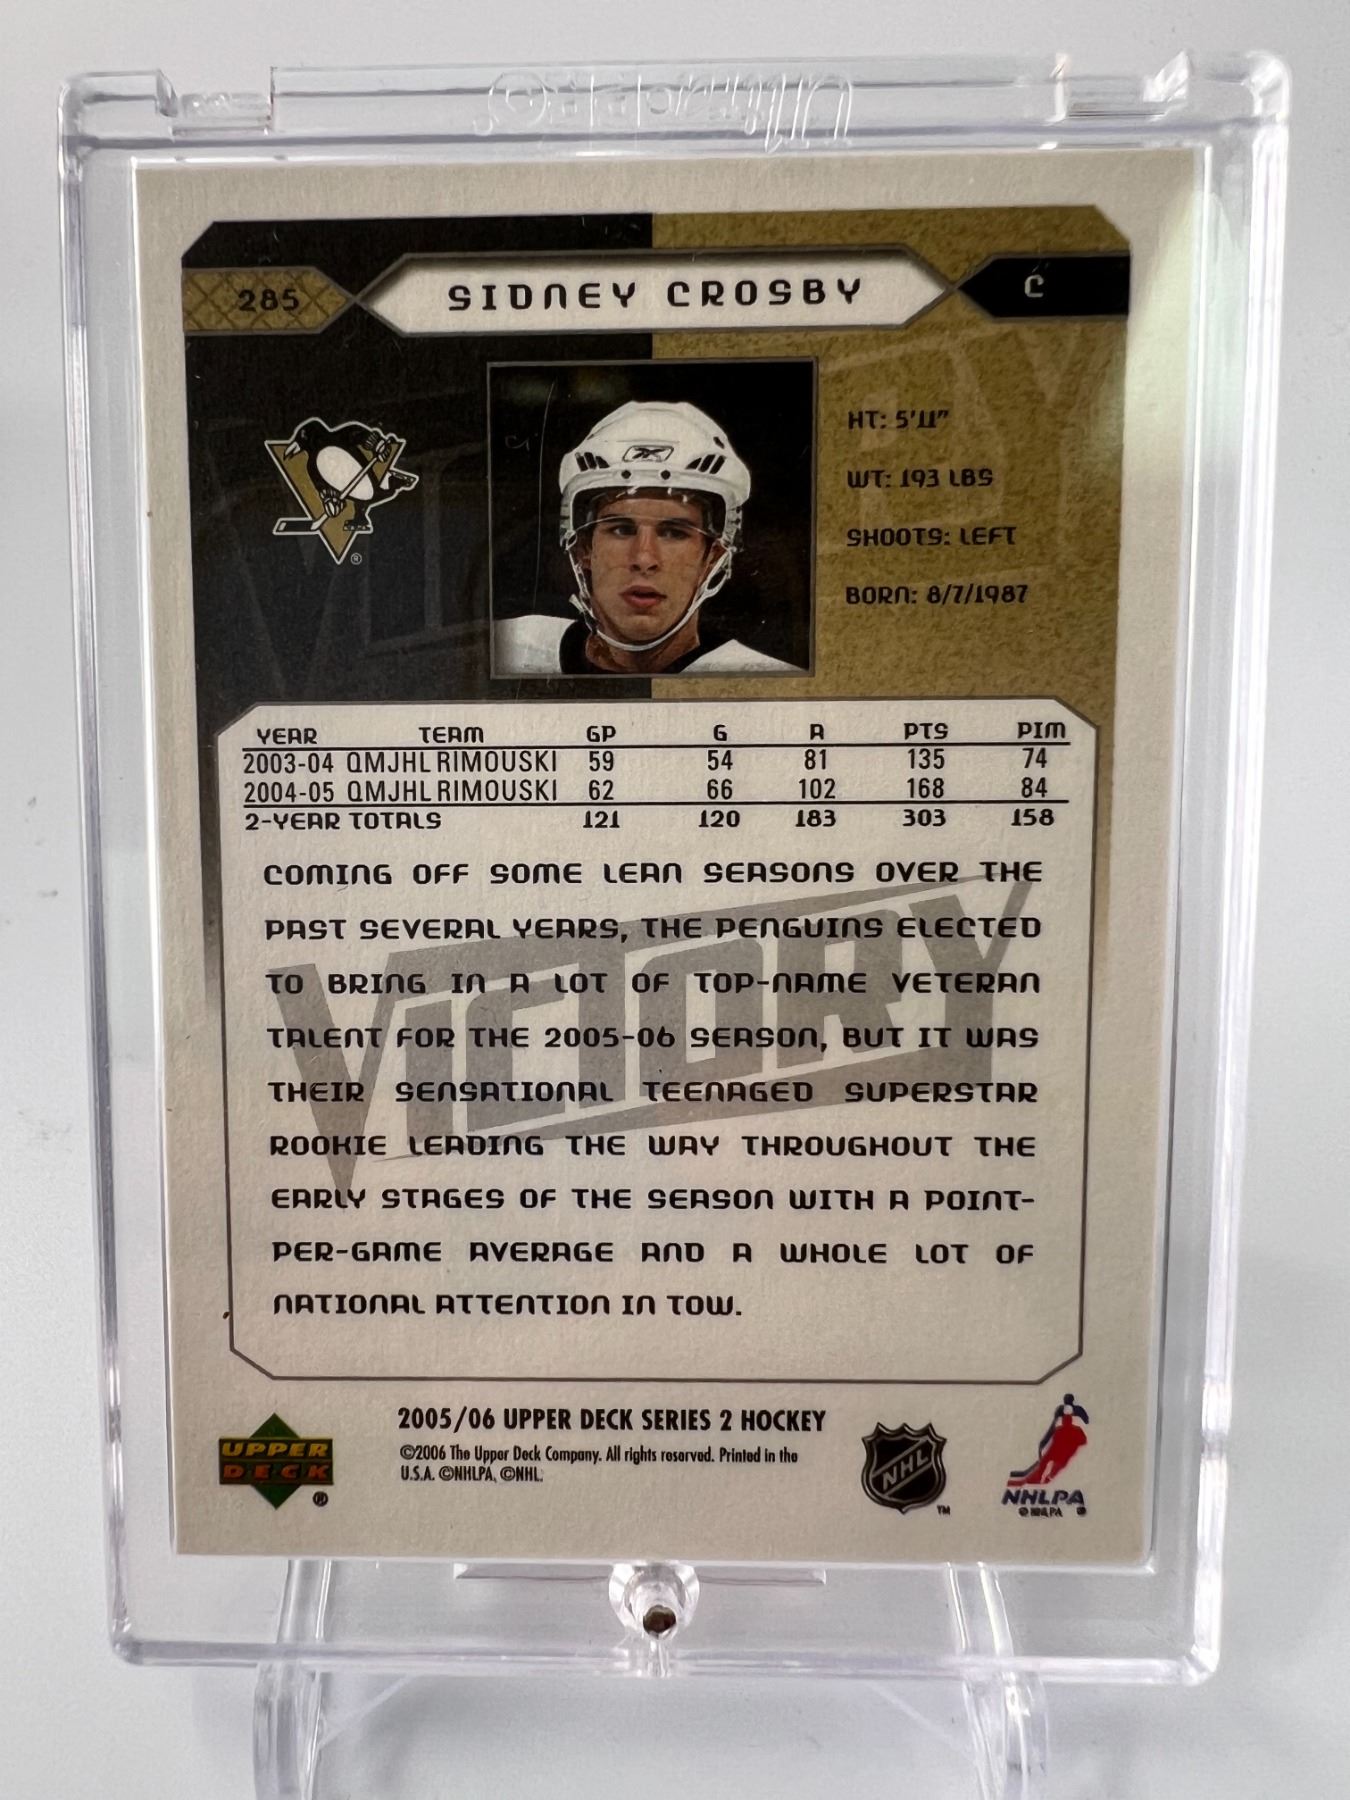 ULTRA·PRO®
285 SIDNEY CROSBY C
HT: 5'11"
WT: 193 LBS
SHOOTS: LEFT
BORN: 8/7/1987
®
YEAR TEAM GP G A PTS PIM
2003-04 QMJHL RIMOUSKI 59 54 81 135 74
2004-05 QMJHL RIMOUSKI 62 66 102 168 84
2-YEAR TOTALS 121 120 183 303 158
COMING OFF SOME LEAN SEASONS OVER THE
PAST SEVERAL YEARS, THE PENGUINS ELECTED
TO BRING IN A LOT OF TOP-NAME VETERAN
TALENT FOR THE 2005-06 SEASON, BUT IT WAS
THEIR SENSATIONAL TEENAGED SUPERSTAR
ROOKIE LEADING THE WAY THROUGHOUT THE
EARLY STAGES OF THE SEASON WITH A POINT-
PER-GAME AVERAGE AND A WHOLE LOT OF
NATIONAL ATTENTION IN TOW.
VICTORY
UPPER
DECK ®
2005/06 UPPER DECK SERIES 2 HOCKEY
©2006 The Upper Deck Company. All rights reserved. Printed in the
U.S.A. ©NHLPA, ©NHL.
NHL ™
NHLPA